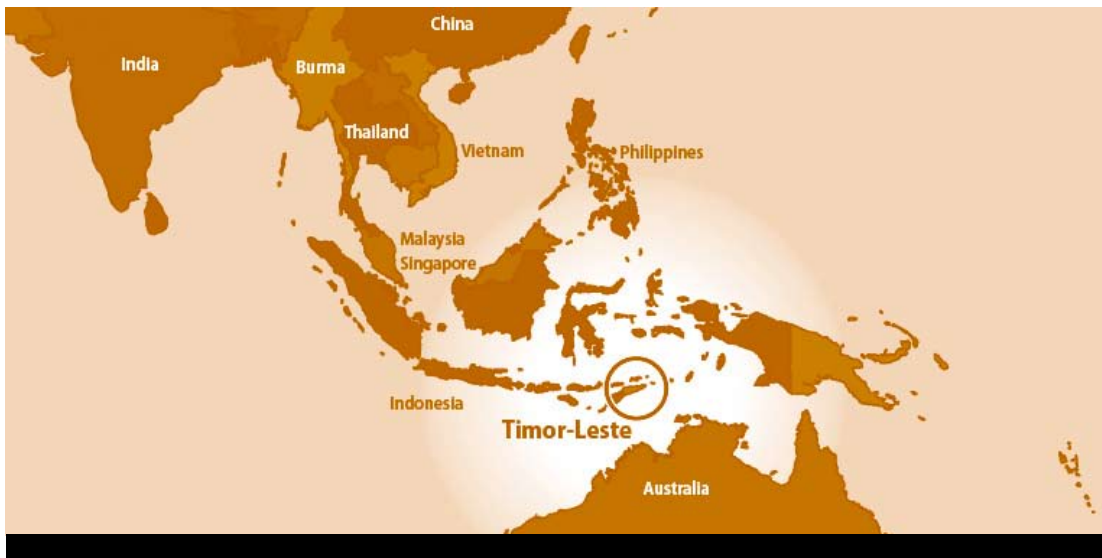 China
India
Burma
Thailand
Vietnam
Philippines
Malaysia
Singapore
Indonesia
Timor-Leste
Australia